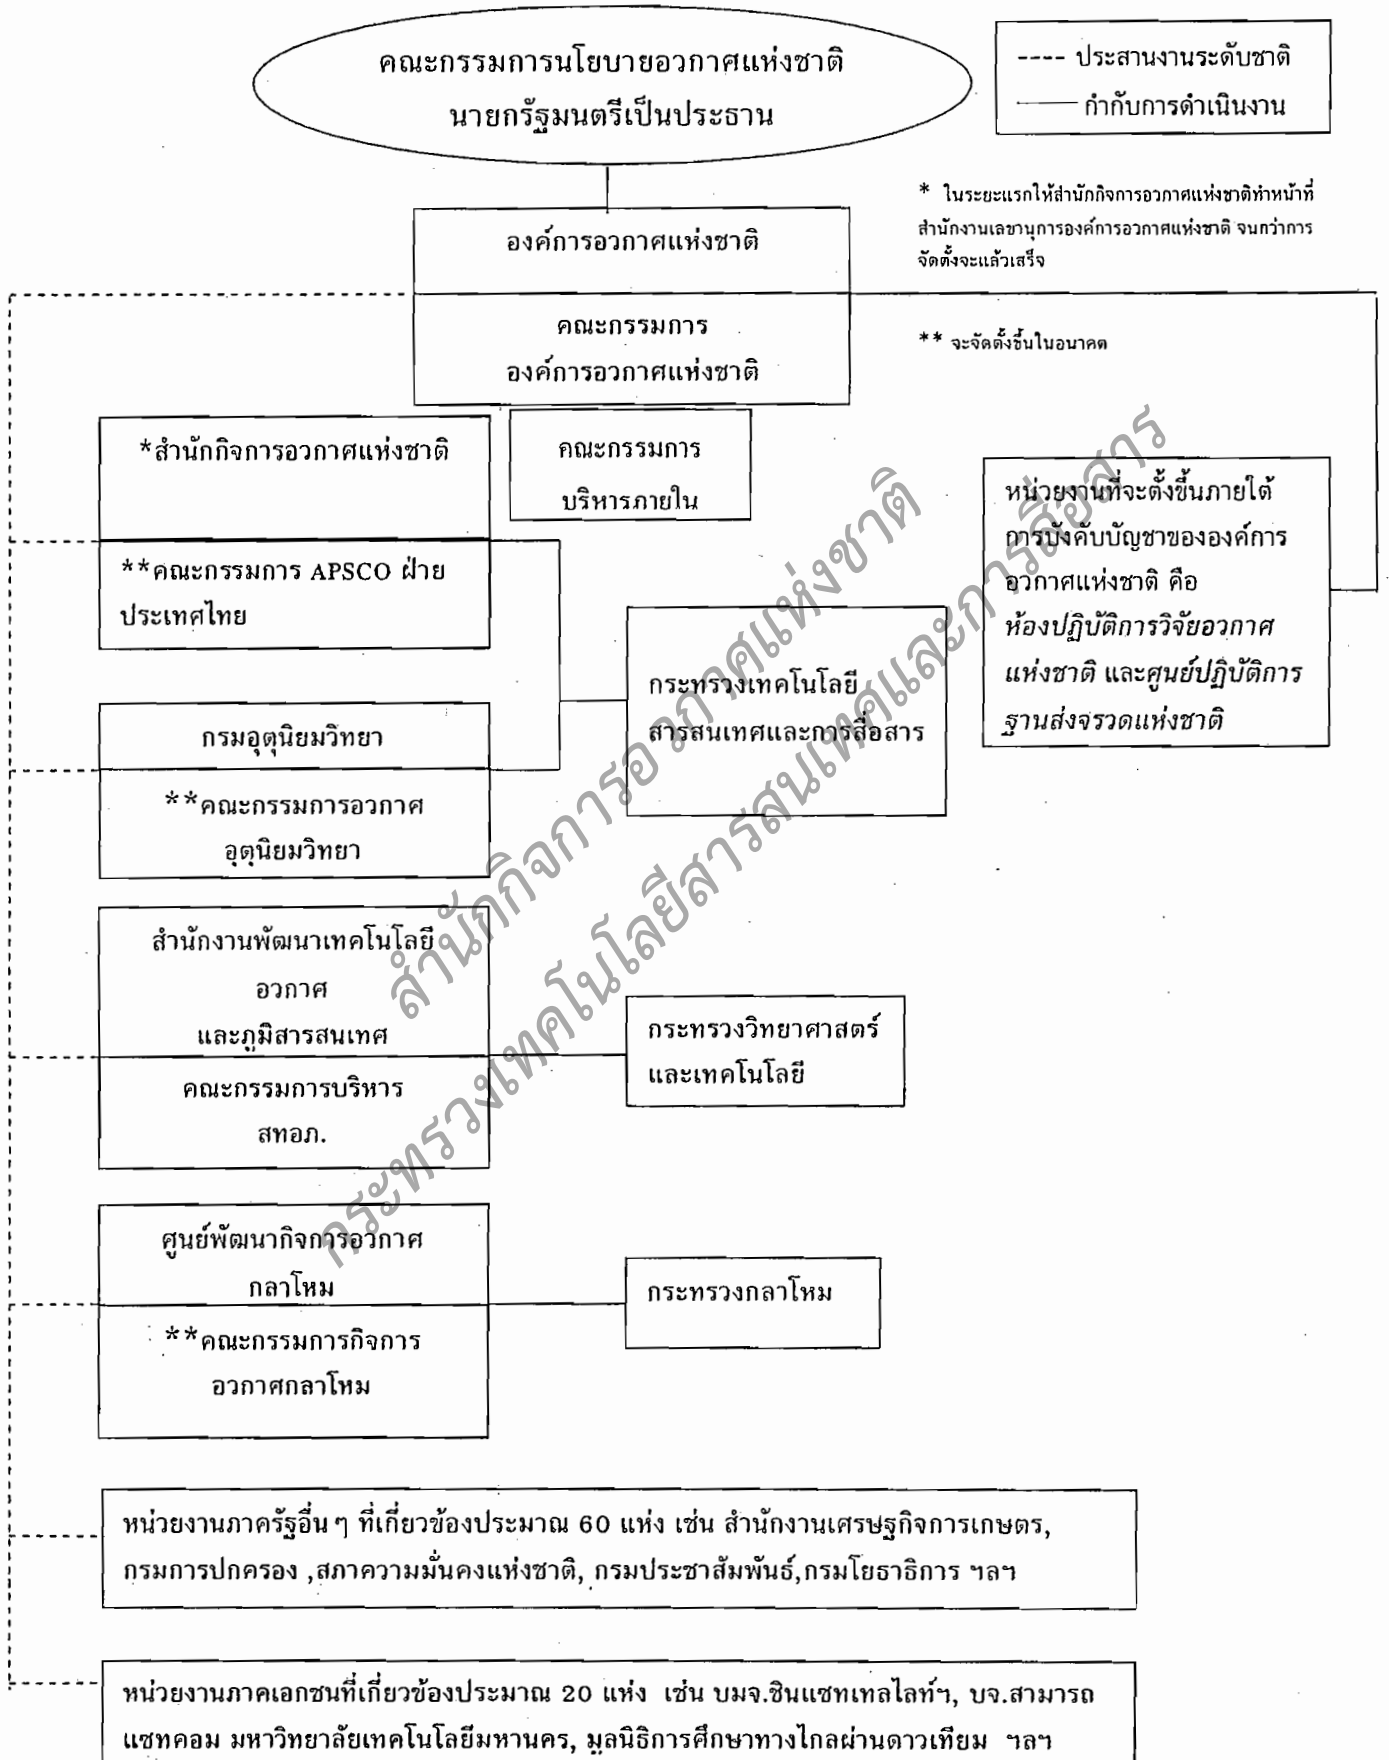 คณะกรรมการนโยบายอวกาศแห่งชาติ
นายกรัฐมนตรีเป็นประธาน
---- ประสานงานระดับชาติ
—— กำกับการดำเนินงาน
* ในระยะแรกให้สำนักกิจการอวกาศแห่งชาติทำหน้าที่
สำนักงานเลขานุการองค์การอวกาศแห่งชาติ จนกว่าการ
จัดตั้งจะแล้วเสร็จ
องค์การอวกาศแห่งชาติ
คณะกรรมการ
องค์การอวกาศแห่งชาติ
** จะจัดตั้งขึ้นในอนาคต
*สำนักกิจการอวกาศแห่งชาติ
คณะกรรมการ
บริหารภายใน
หน่วยงานที่จะตั้งขึ้นภายใต้
การบังคับบัญชาขององค์การ
อวกาศแห่งชาติ คือ
ห้องปฏิบัติการวิจัยอวกาศ
แห่งชาติ และศูนย์ปฏิบัติการ
ฐานส่งจรวดแห่งชาติ
**คณะกรรมการ APSCO ฝ่าย
ประเทศไทย
กระทรวงเทคโนโลยี
สารสนเทศและการสื่อสาร
กรมอุตุนิยมวิทยา
**คณะกรรมการอวกาศ
อุตุนิยมวิทยา
สำนักงานพัฒนาเทคโนโลยี
อวกาศ
และภูมิสารสนเทศ
คณะกรรมการบริหาร
สทอภ.
กระทรวงวิทยาศาสตร์
และเทคโนโลยี
ศูนย์พัฒนากิจการอวกาศ
กลาโหม
**คณะกรรมการกิจการ
อวกาศกลาโหม
กระทรวงกลาโหม
หน่วยงานภาครัฐอื่นๆ ที่เกี่ยวข้องประมาณ 60 แห่ง เช่น สำนักงานเศรษฐกิจการเกษตร,
กรมการปกครอง ,สภาความมั่นคงแห่งชาติ, กรมประชาสัมพันธ์,กรมโยธาธิการ ฯลฯ
หน่วยงานภาคเอกชนที่เกี่ยวข้องประมาณ 20 แห่ง เช่น บมจ.ชินแซทเทลไลท์ฯ, บจ.สามารถ
แซทคอม มหาวิทยาลัยเทคโนโลยีมหานคร, มูลนิธิการศึกษาทางไกลผ่านดาวเทียม ฯลฯ
สำนักกิจการอวกาศแห่งชาติ
กระทรวงเทคโนโลยีสารสนเทศและการสื่อสาร